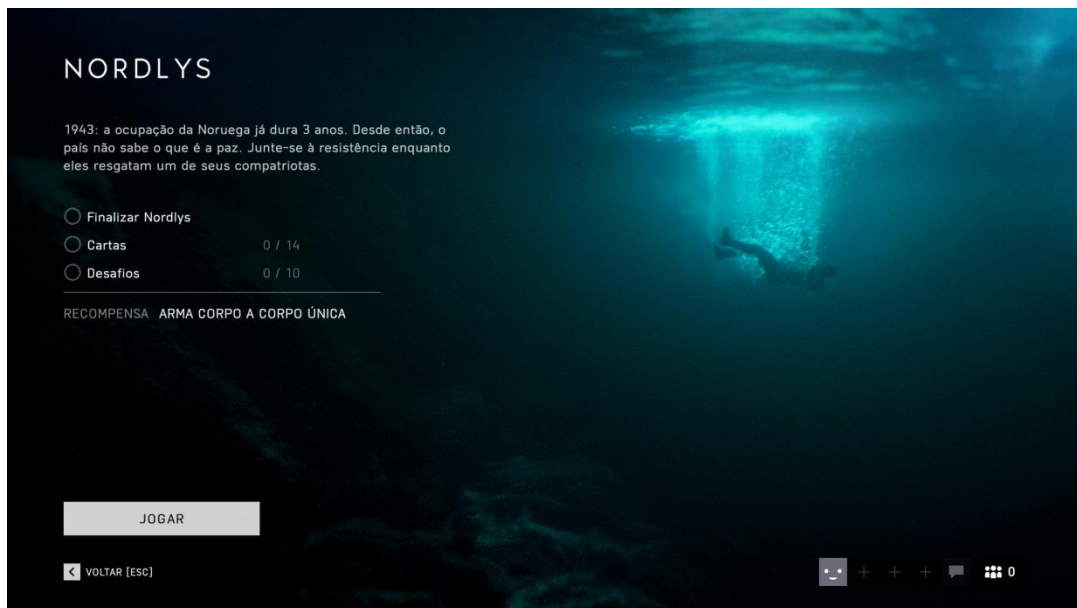 NORDLYS
1943: a ocupação da Noruega já dura 3 anos. Desde então, o
país não sabe o que é a paz. Junte-se à resistência enquanto
eles resgatam um de seus compatriotas.
Finalizar Nordlys
Cartas 0 / 14
Desafios 0 / 10
RECOMPENSA ARMA CORPO A CORPO ÚNICA
JOGAR
VOLTAR [ESC]
0